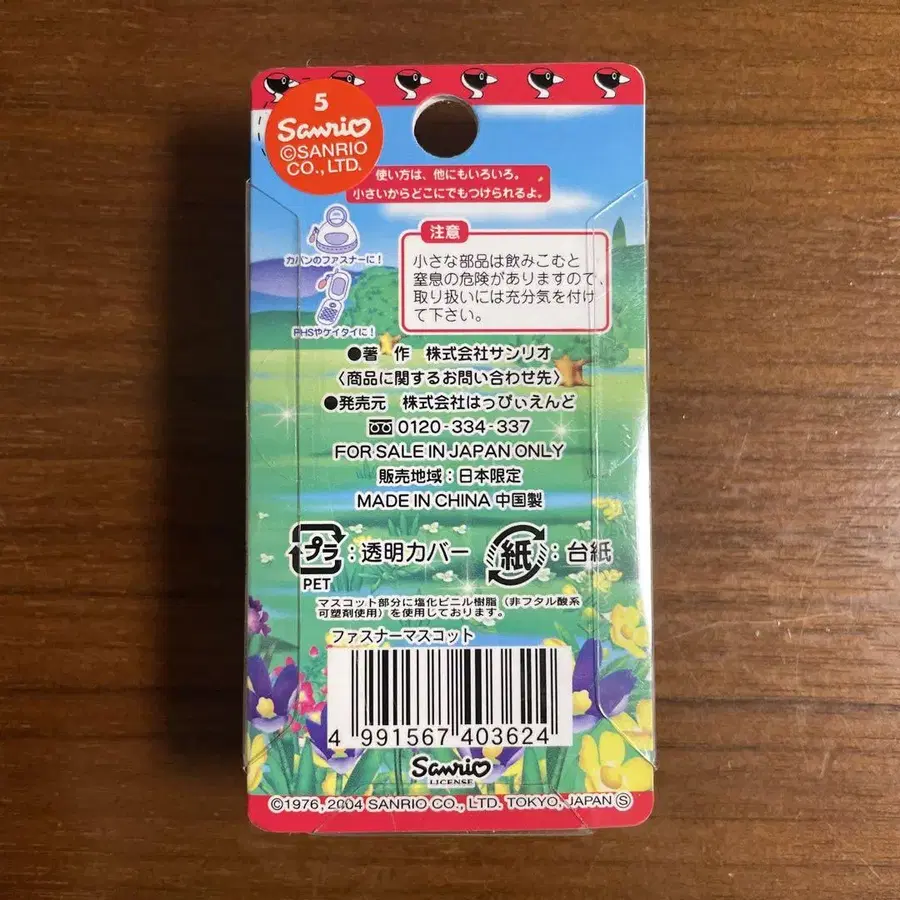 5
Sanrio
©SANRIO
CO., LTD.
使い方は、他にもいろいろ。
小さいからどこにでもつけられるよ。
カバンのファスナーに!
PHSやケイタイに!
注意
小さな部品は飲みこむと
窒息の危険がありますので、
取り扱いには充分気を付け
て下さい。
●著 作 株式会社サンリオ
〈商品に関するお問い合わせ先〉
●発売元 株式会社はっぴぃえんど
0120-334-337
FOR SALE IN JAPAN ONLY
販売地域：日本限定
MADE IN CHINA 中国製
プラ：透明カバー 紙：台紙
PET
マスコット部分に塩化ビニル樹脂（非フタル酸系
可塑剤使用）を使用しております。
ファスナーマスコット
4 991567 403624
Sanrio
LICENSE
©1976, 2004 SANRIO CO., LTD. TOKYO, JAPAN Ⓢ